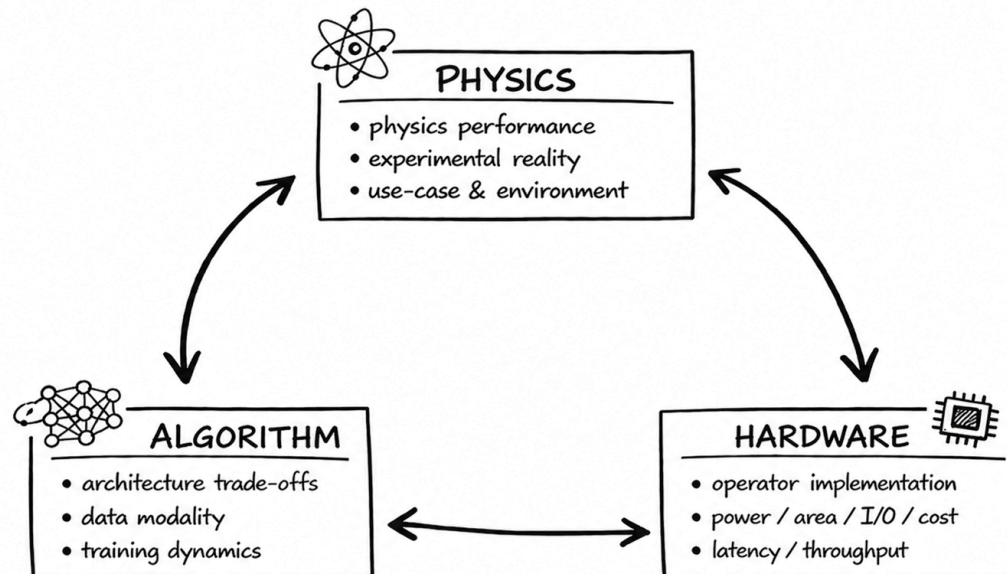 PHYSICS
• physics performance
• experimental reality
• use-case & environment
ALGORITHM
• architecture trade-offs
• data modality
• training dynamics
HARDWARE
• operator implementation
• power / area / I/O / cost
• latency / throughput